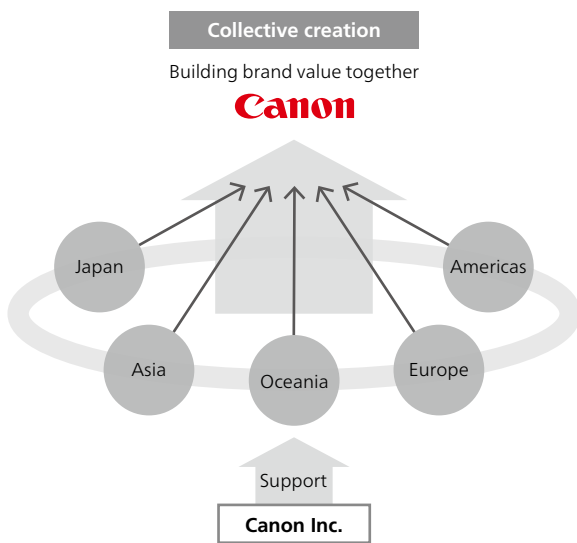 Collective creation
Building brand value together
Canon
Japan
Americas
Asia
Oceania
Europe
Support
Canon Inc.